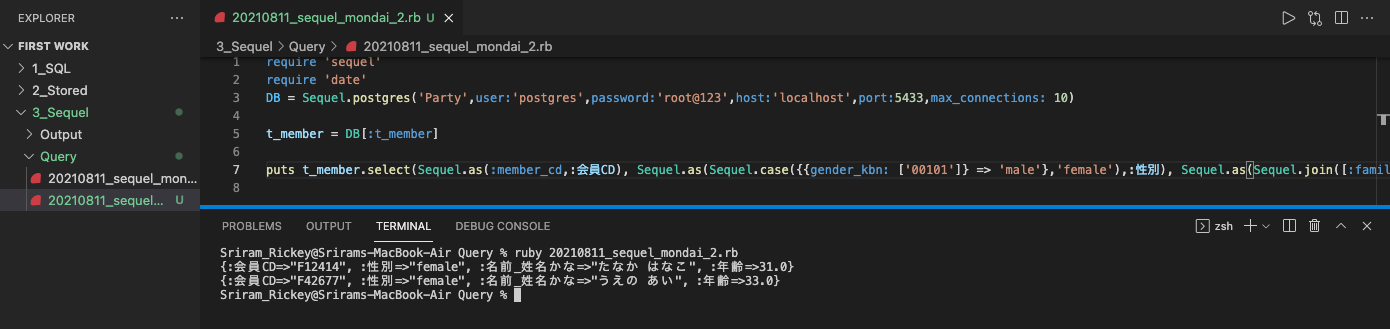 EXPLORER ···
20210811_sequel_mondai_2.rb U
FIRST WORK
1_SQL
2_Stored
3_Sequel
Output
Query
20210811_sequel_mon...
20210811_sequel... U
3_Sequel > Query > 20210811_sequel_mondai_2.rb
1 require 'sequel'
2 require 'date'
3 DB = Sequel.postgres('Party',user:'postgres',password:'root@123',host:'localhost',port:5433,max_connections: 10)
4
5 t_member = DB[:t_member]
6
7 puts t_member.select(Sequel.as(:member_cd,:会員CD), Sequel.as(Sequel.case({{gender_kbn: ['00101']} => 'male'},'female'),:性別), Sequel.as(Sequel.join([:famil
8
PROBLEMS OUTPUT TERMINAL DEBUG CONSOLE zsh
Sriram_Rickey@Srirams-MacBook-Air Query % ruby 20210811_sequel_mondai_2.rb
{:会員CD=>"F12414", :性別=>"female", :名前_姓名かな=>"たなか はなこ", :年齢=>31.0}
{:会員CD=>"F42677", :性別=>"female", :名前_姓名かな=>"うえの あい", :年齢=>33.0}
Sriram_Rickey@Srirams-MacBook-Air Query %